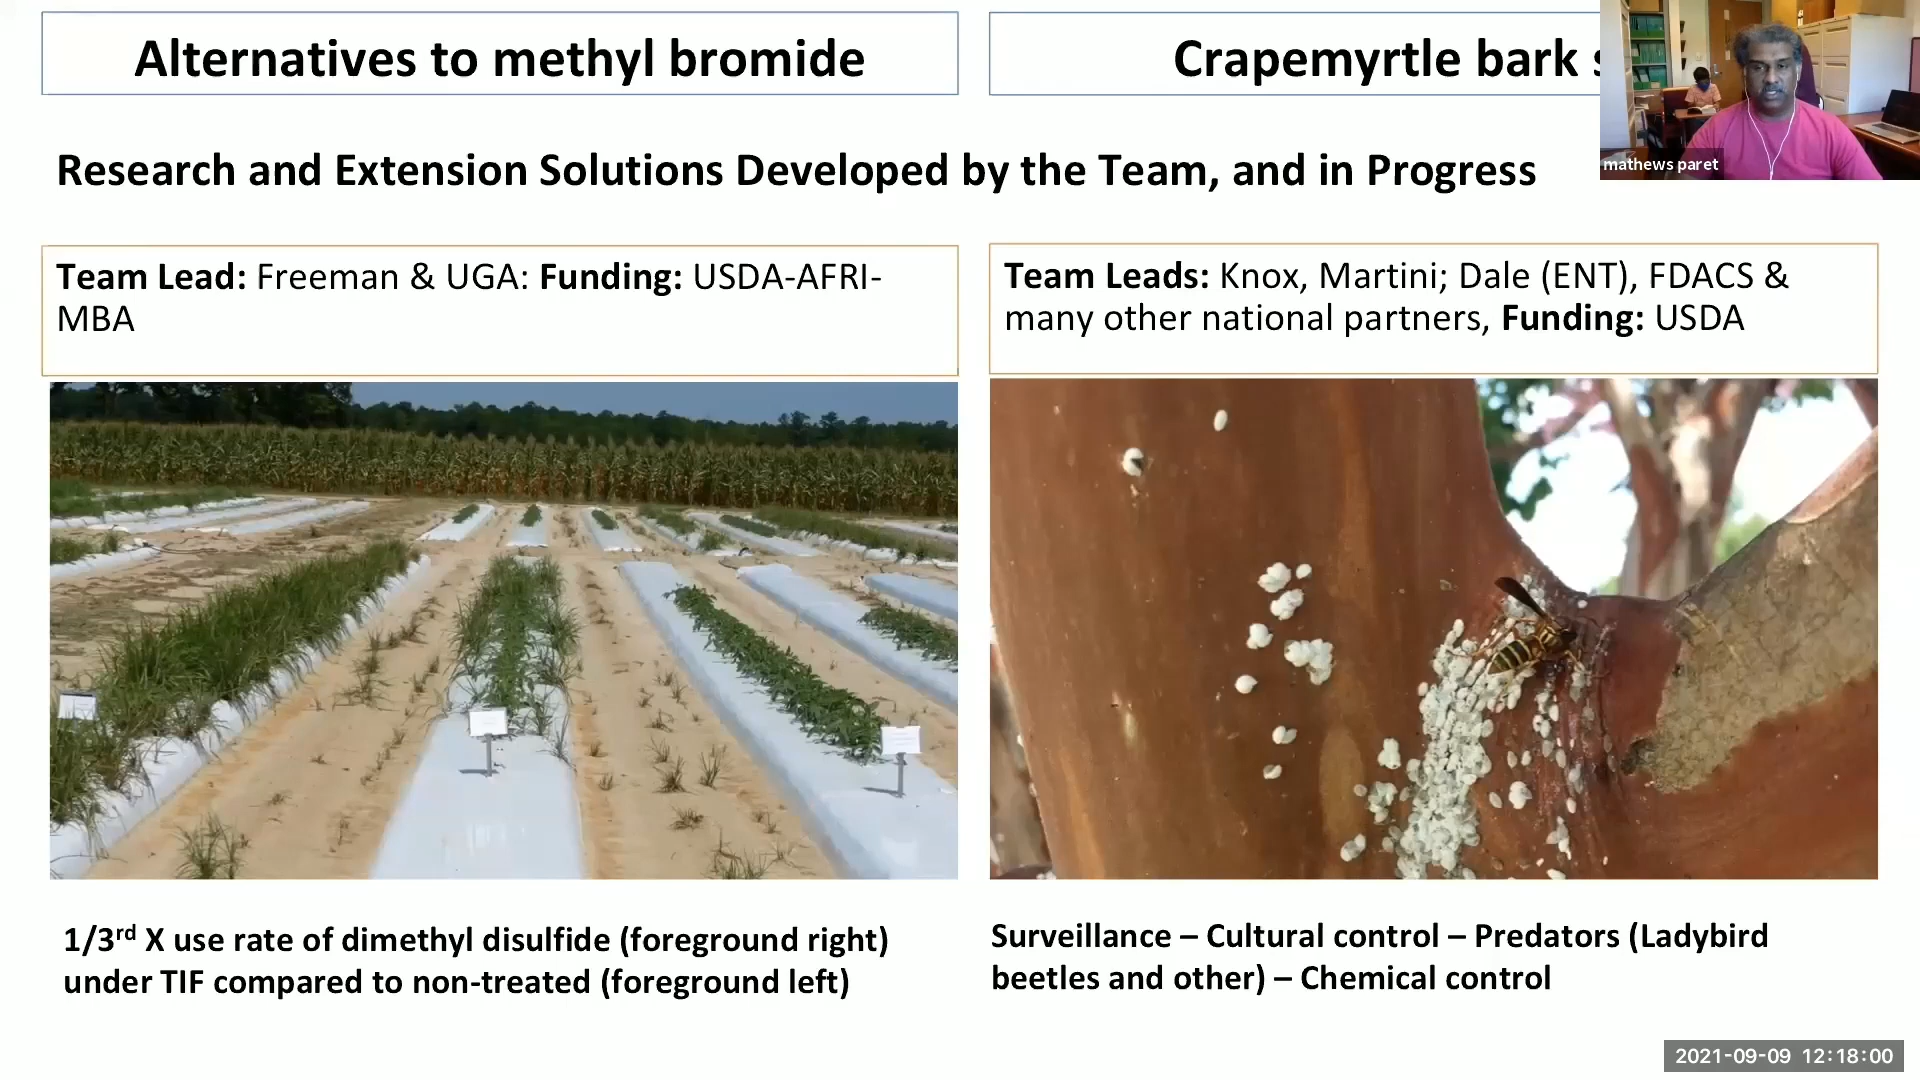 Alternatives to methyl bromide
Crapemyrtle bark
mathews paret
Research and Extension Solutions Developed by the Team, and in Progress
Team Lead: Freeman & UGA: Funding: USDA-AFRI-
MBA
Team Leads: Knox, Martini; Dale (ENT), FDACS &
many other national partners, Funding: USDA
1/3rd X use rate of dimethyl disulfide (foreground right)
under TIF compared to non-treated (foreground left)
Surveillance – Cultural control – Predators (Ladybird
beetles and other) – Chemical control
2021-09-09 12:18:00